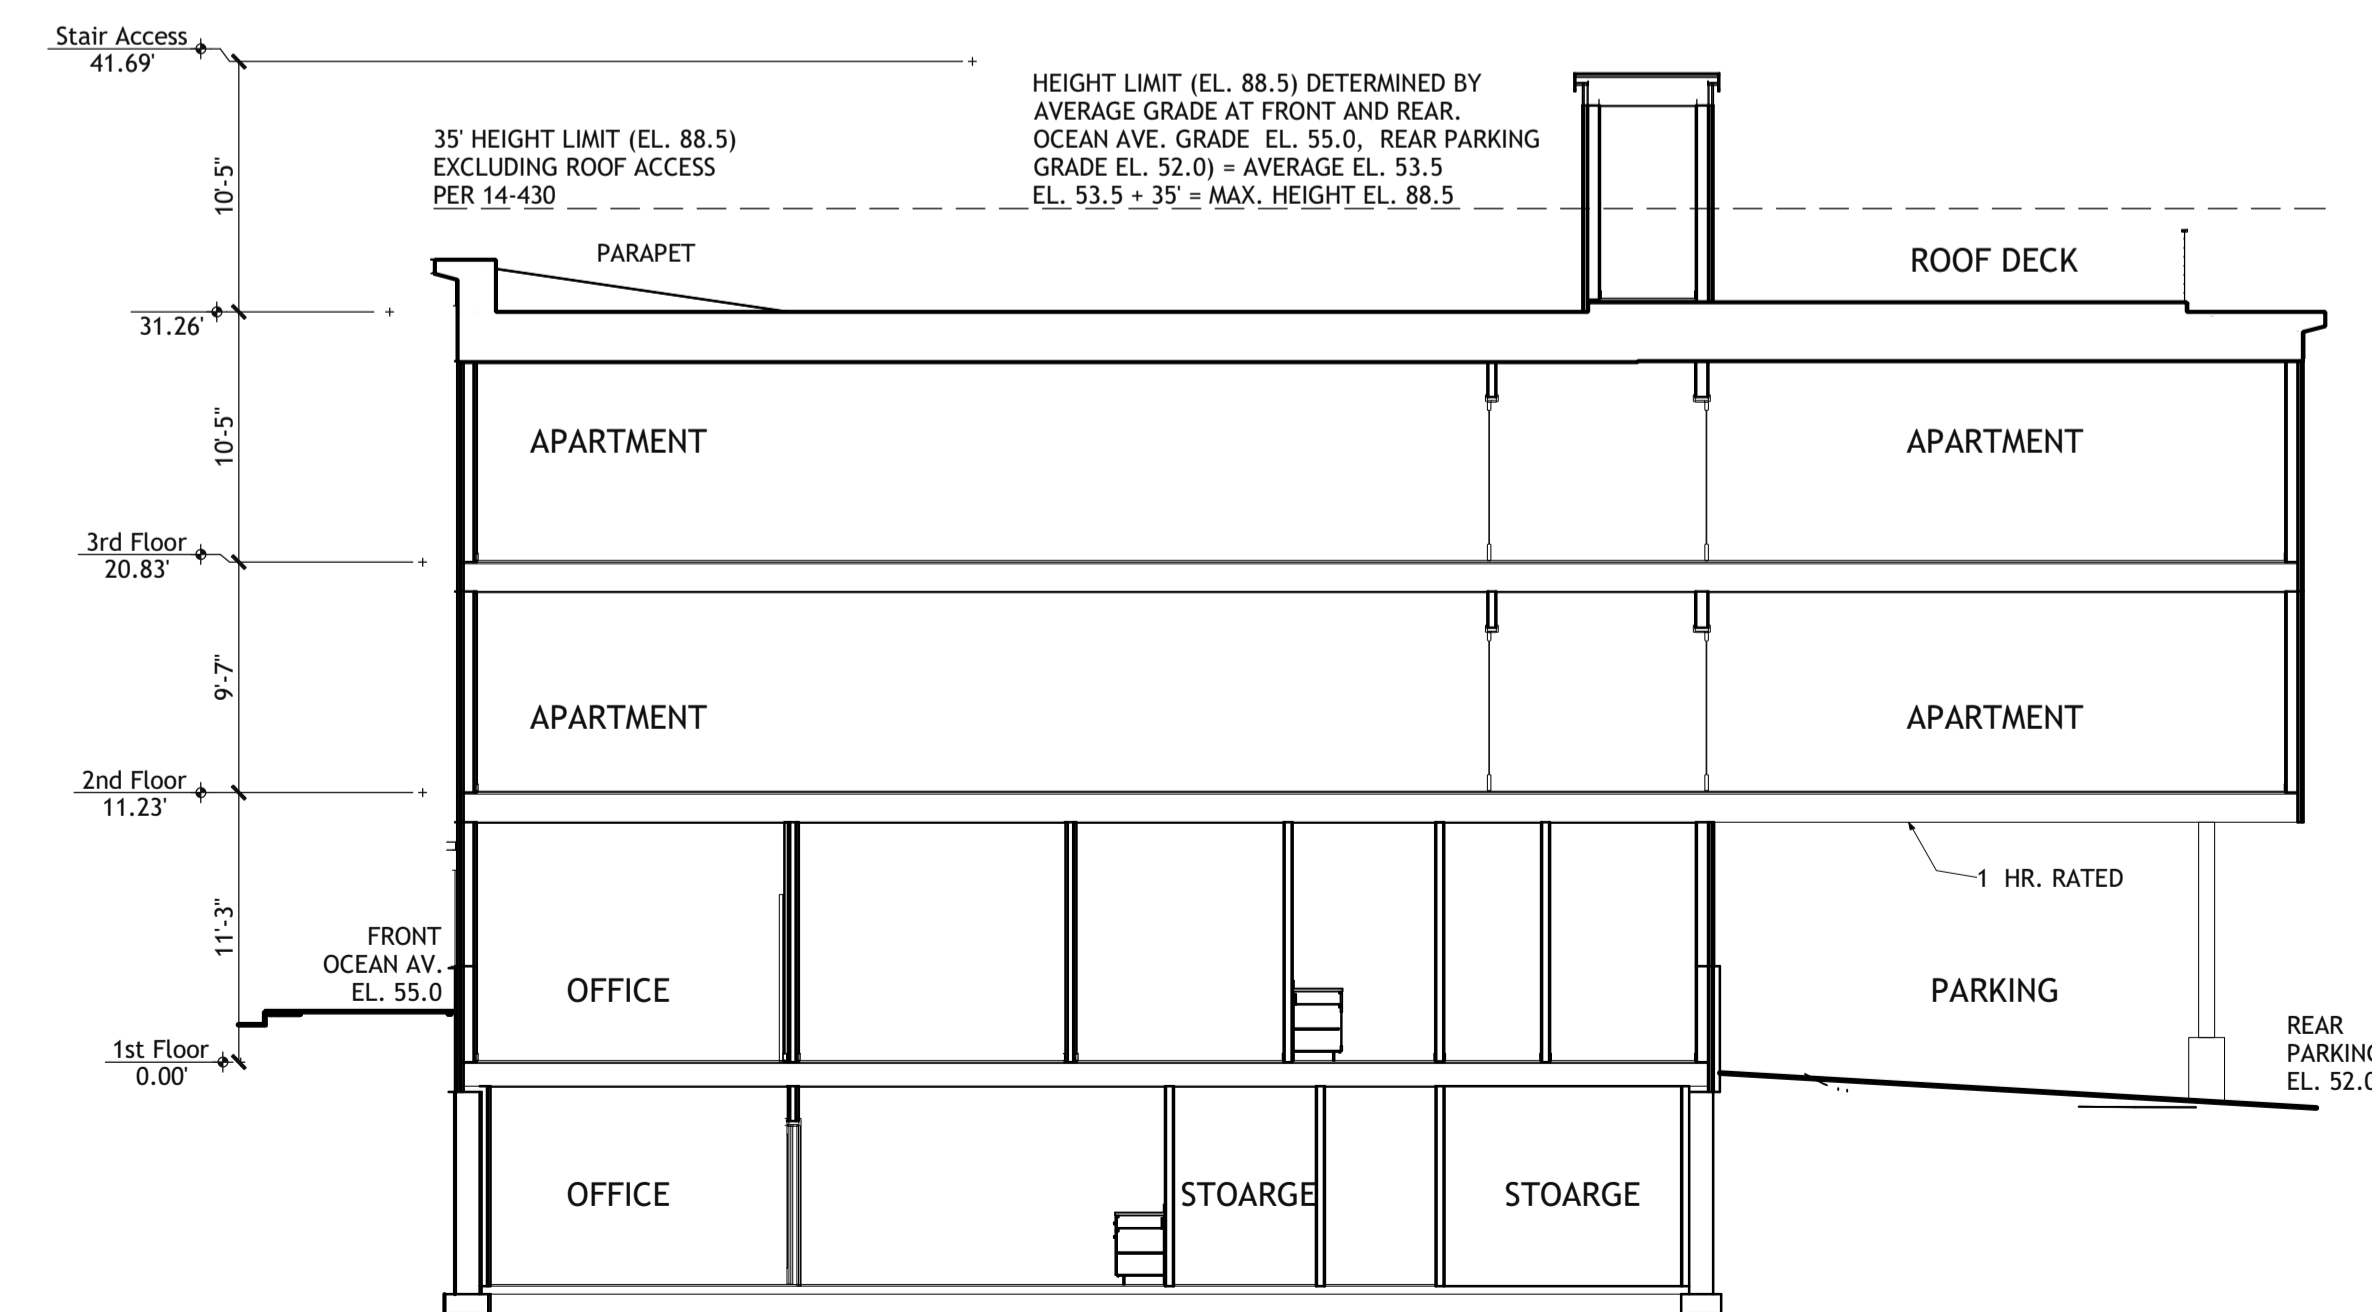 Stair Access
41.69'
10'-5"
35' HEIGHT LIMIT (EL. 88.5)
EXCLUDING ROOF ACCESS
PER 14-430
HEIGHT LIMIT (EL. 88.5) DETERMINED BY
AVERAGE GRADE AT FRONT AND REAR.
OCEAN AVE. GRADE EL. 55.0, REAR PARKING
GRADE EL. 52.0) = AVERAGE EL. 53.5
EL. 53.5 + 35' = MAX. HEIGHT EL. 88.5
PARAPET
ROOF DECK
31.26'
10'-5"
APARTMENT
APARTMENT
3rd Floor
20.83'
9'-7"
APARTMENT
APARTMENT
2nd Floor
11.23'
11'-3"
1 HR. RATED
FRONT
OCEAN AV.
EL. 55.0
OFFICE
PARKING
REAR
PARKING
EL. 52.0
1st Floor
0.00'
OFFICE
STOARGE
STOARGE